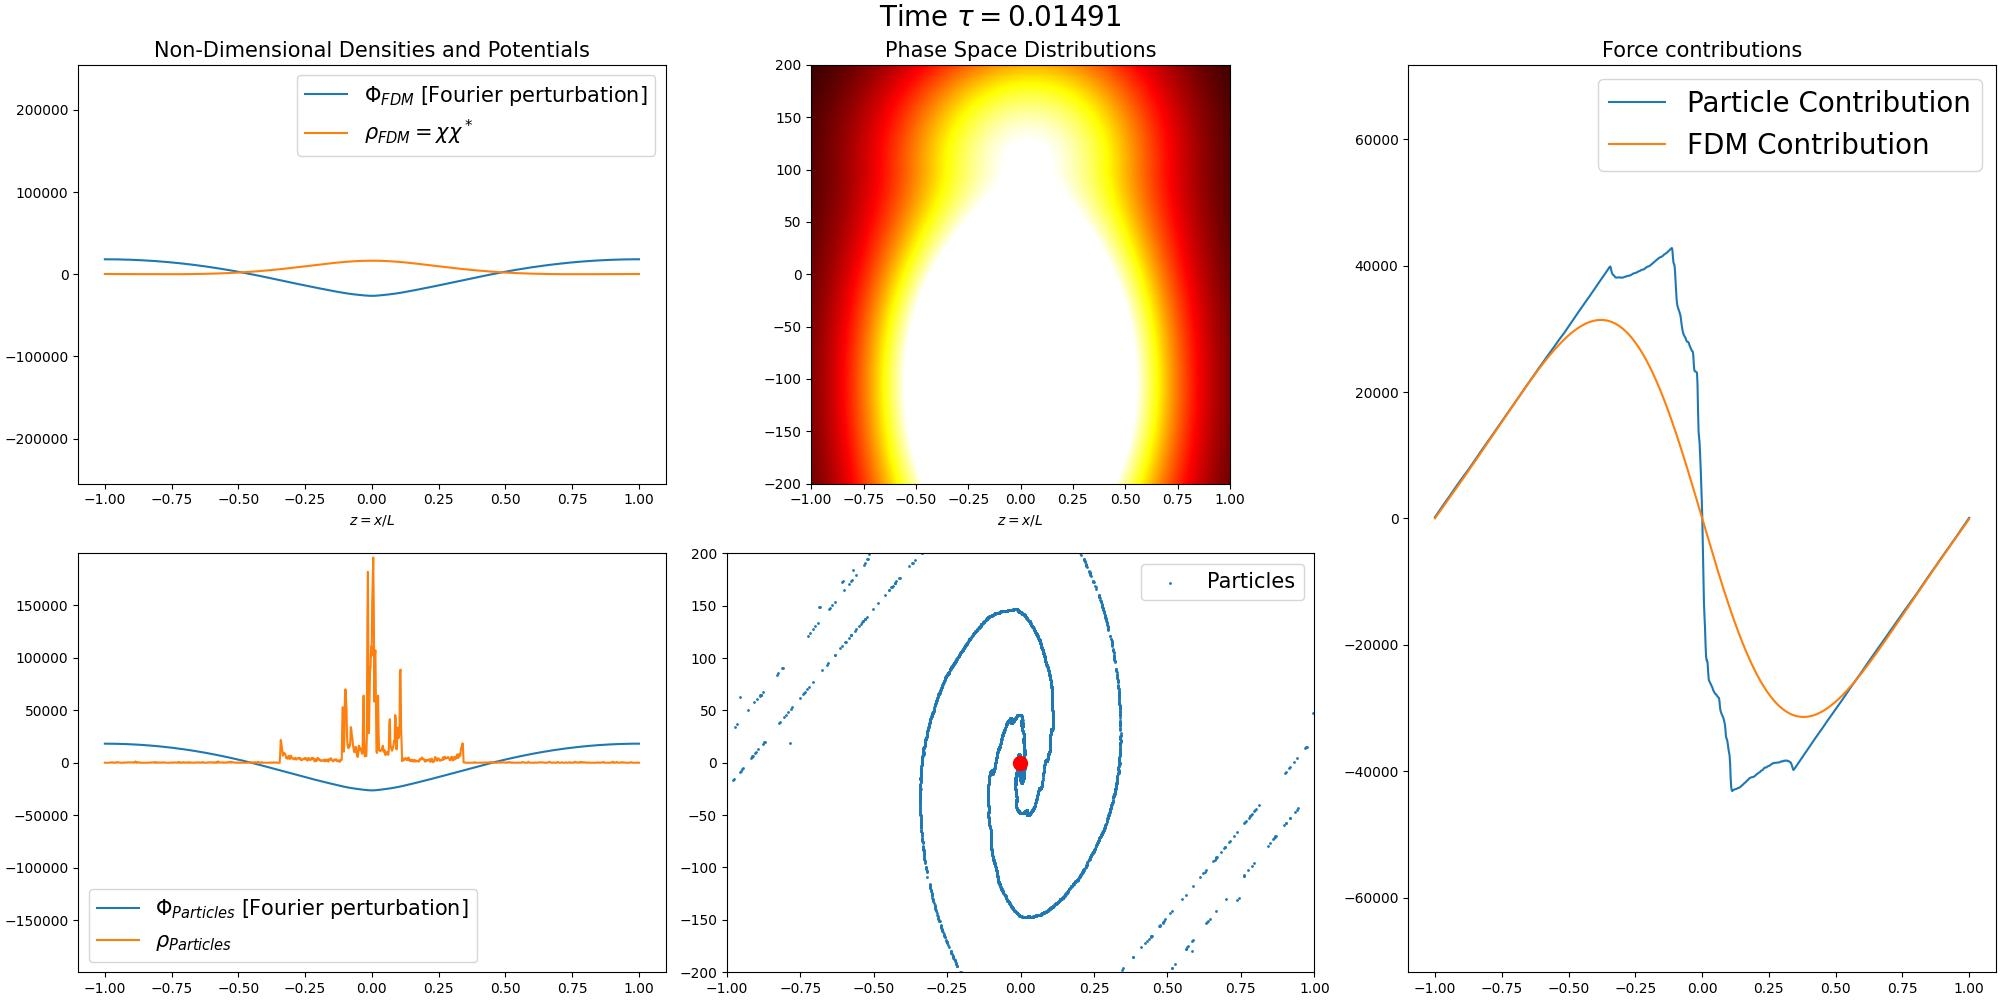 Time τ = 0.01491
Non-Dimensional Densities and Potentials
Φ_FDM [Fourier perturbation]
ρ_FDM = χχ*
200000
100000
0
−100000
−200000
−1.00 −0.75 −0.50 −0.25 0.00 0.25 0.50 0.75 1.00
z = x/L
Phase Space Distributions
200
150
100
50
0
−50
−100
−150
−200
−1.00 −0.75 −0.50 −0.25 0.00 0.25 0.50 0.75 1.00
z = x/L
Force contributions
Particle Contribution
FDM Contribution
60000
40000
20000
0
−20000
−40000
−60000
−1.00 −0.75 −0.50 −0.25 0.00 0.25 0.50 0.75 1.00
150000
100000
50000
0
−50000
−100000
−150000
Φ_Particles [Fourier perturbation]
ρ_Particles
−1.00 −0.75 −0.50 −0.25 0.00 0.25 0.50 0.75 1.00
Particles
200
150
100
50
0
−50
−100
−150
−200
−1.00 −0.75 −0.50 −0.25 0.00 0.25 0.50 0.75 1.00